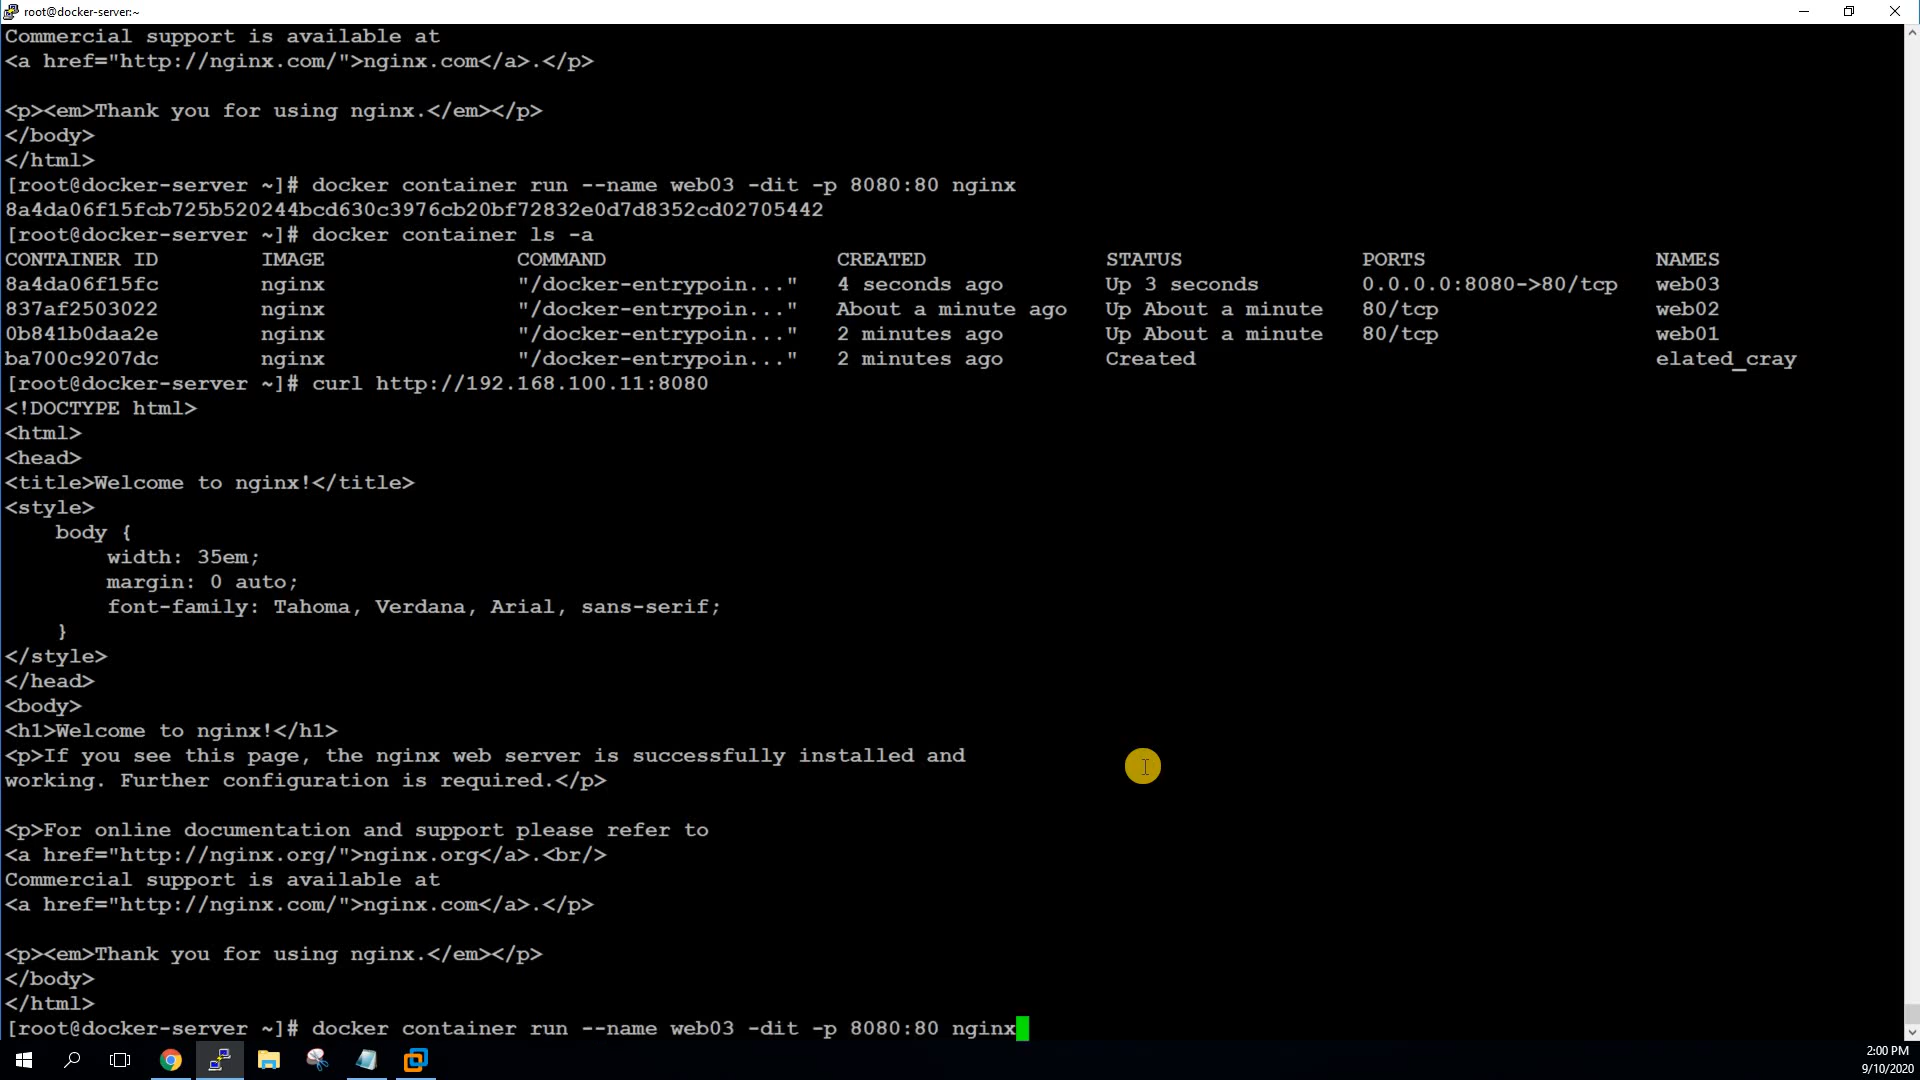 root@docker-server:~
Commercial support is available at
<a href="http://nginx.com/">nginx.com</a>.</p>
<p><em>Thank you for using nginx.</em></p>
</body>
</html>
[root@docker-server ~]# docker container run --name web03 -dit -p 8080:80 nginx
8a4da06f15fcb725b520244bcd630c3976cb20bf72832e0d7d8352cd02705442
[root@docker-server ~]# docker container ls -a
CONTAINER ID IMAGE COMMAND CREATED STATUS PORTS NAMES
8a4da06f15fc nginx "/docker-entrypoin..." 4 seconds ago Up 3 seconds 0.0.0.0:8080->80/tcp web03
837af2503022 nginx "/docker-entrypoin..." About a minute ago Up About a minute 80/tcp web02
0b841b0daa2e nginx "/docker-entrypoin..." 2 minutes ago Up About a minute 80/tcp web01
ba700c9207dc nginx "/docker-entrypoin..." 2 minutes ago Created elated_cray
[root@docker-server ~]# curl http://192.168.100.11:8080
<!DOCTYPE html>
<html>
<head>
<title>Welcome to nginx!</title>
<style>
    body {
        width: 35em;
        margin: 0 auto;
        font-family: Tahoma, Verdana, Arial, sans-serif;
    }
</style>
</head>
<body>
<h1>Welcome to nginx!</h1>
<p>If you see this page, the nginx web server is successfully installed and
working. Further configuration is required.</p>
<p>For online documentation and support please refer to
<a href="http://nginx.org/">nginx.org</a>.<br/>
Commercial support is available at
<a href="http://nginx.com/">nginx.com</a>.</p>
<p><em>Thank you for using nginx.</em></p>
</body>
</html>
[root@docker-server ~]# docker container run --name web03 -dit -p 8080:80 nginx
2:00 PM
9/10/2020